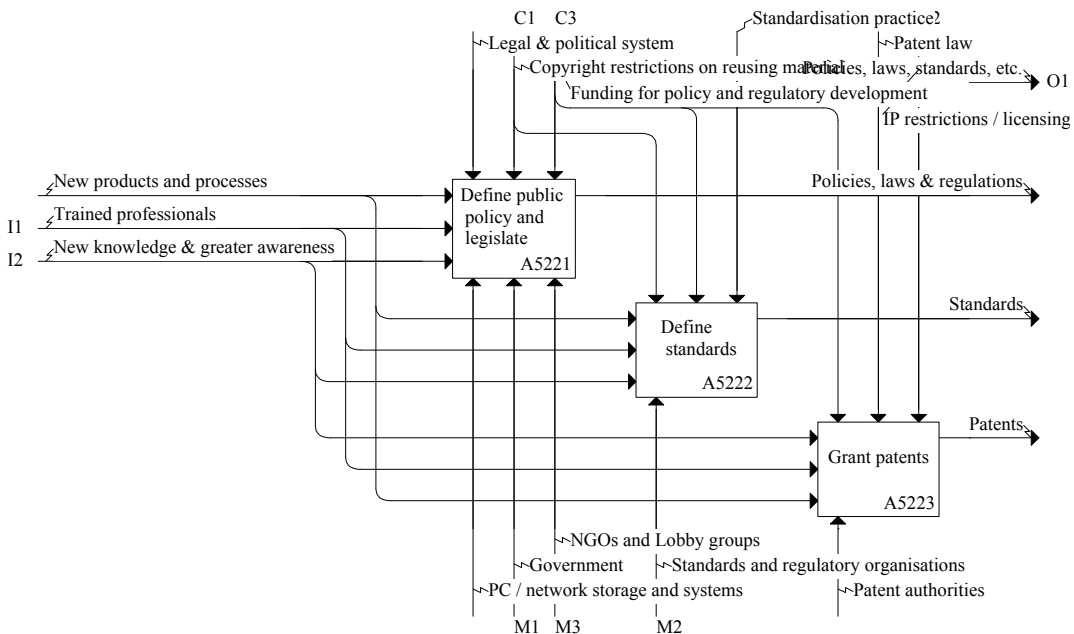 C1 C3
Standardisation practice2
Legal & political system
Patent law
Copyright restrictions on reusing material
Policies, laws, standards, etc.
O1
Funding for policy and regulatory development
IP restrictions / licensing
New products and processes
Define public
policy and
legislate
A5221
Policies, laws & regulations
I1
Trained professionals
I2
New knowledge & greater awareness
Define
standards
A5222
Standards
Grant patents
A5223
Patents
NGOs and Lobby groups
Government
Standards and regulatory organisations
PC / network storage and systems
Patent authorities
M1 M3 M2